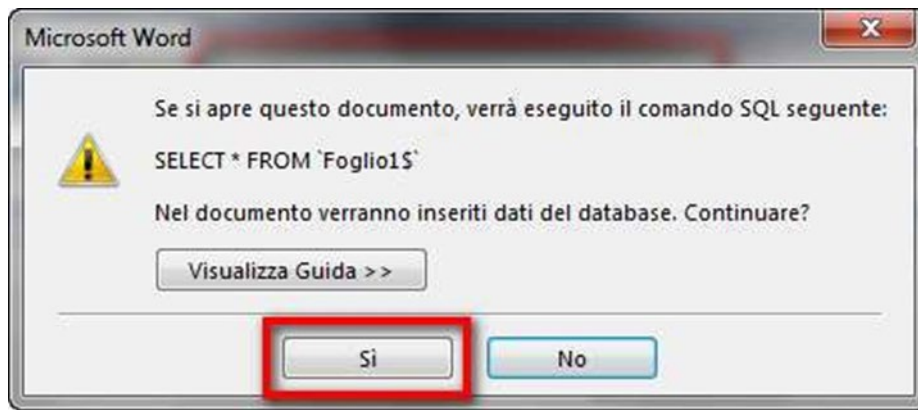 Microsoft Word
Se si apre questo documento, verrà eseguito il comando SQL seguente:
SELECT * FROM `Foglio1$`
Nel documento verranno inseriti dati del database. Continuare?
Visualizza Guida >>
Sì
No